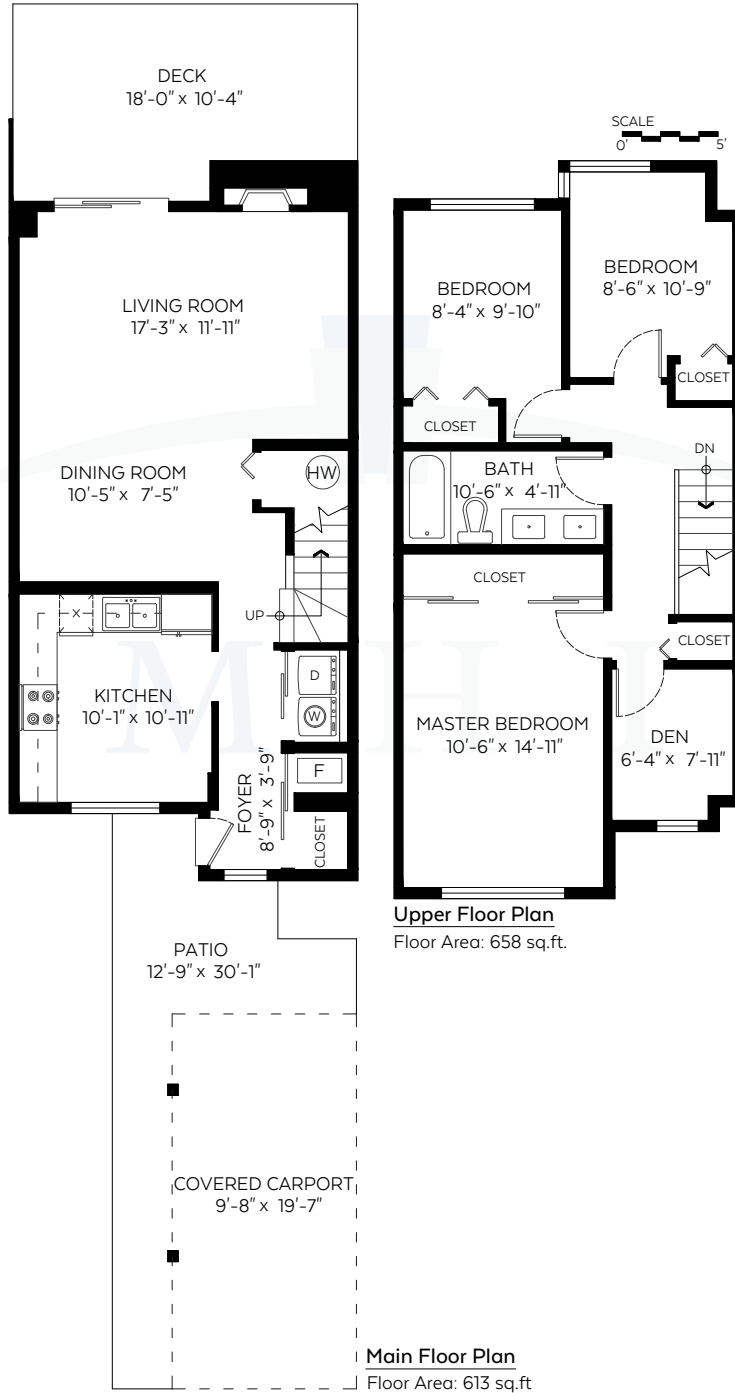 DECK
18'-0" x 10'-4"
LIVING ROOM
17'-3" x 11'-11"
DINING ROOM
10'-5" x 7'-5"
HW
UP
KITCHEN
10'-1" x 10'-11"
X
D
W
F
FOYER
8'-9" x 3'-9"
CLOSET
PATIO
12'-9" x 30'-1"
COVERED CARPORT
9'-8" x 19'-7"
Main Floor Plan
Floor Area: 613 sq.ft
SCALE
0' 5'
BEDROOM
8'-4" x 9'-10"
CLOSET
BEDROOM
8'-6" x 10'-9"
CLOSET
BATH
10'-6" x 4'-11"
DN
CLOSET
MASTER BEDROOM
10'-6" x 14'-11"
CLOSET
DEN
6'-4" x 7'-11"
Upper Floor Plan
Floor Area: 658 sq.ft.
M H J